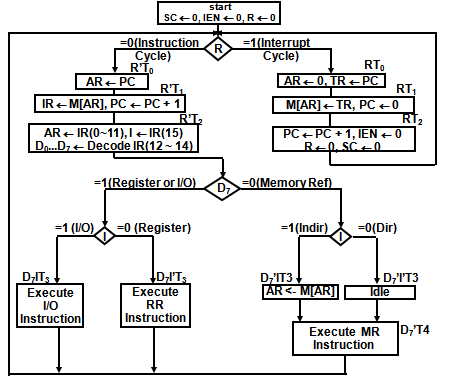 start
SC ← 0, IEN ← 0, R ← 0
R
=0(Instruction
Cycle)
=1(Interrupt
Cycle)
R'T0
AR ← PC
R'T1
IR ← M[AR], PC ← PC + 1
R'T2
AR ← IR(0~11), I ← IR(15)
D0...D7 ← Decode IR(12 ~ 14)
RT0
AR ← 0, TR ← PC
RT1
M[AR] ← TR, PC ← 0
RT2
PC ← PC + 1, IEN ← 0
R ← 0, SC ← 0
=1(Register or I/O)
D7
=0(Memory Ref)
=1 (I/O)
I
=0 (Register)
=1(Indir)
I
=0(Dir)
D7IT3
Execute
I/O
Instruction
D7I'T3
Execute
RR
Instruction
D7'IT3
AR <- M[AR]
D7'I'T3
Idle
Execute MR
Instruction
D7'T4